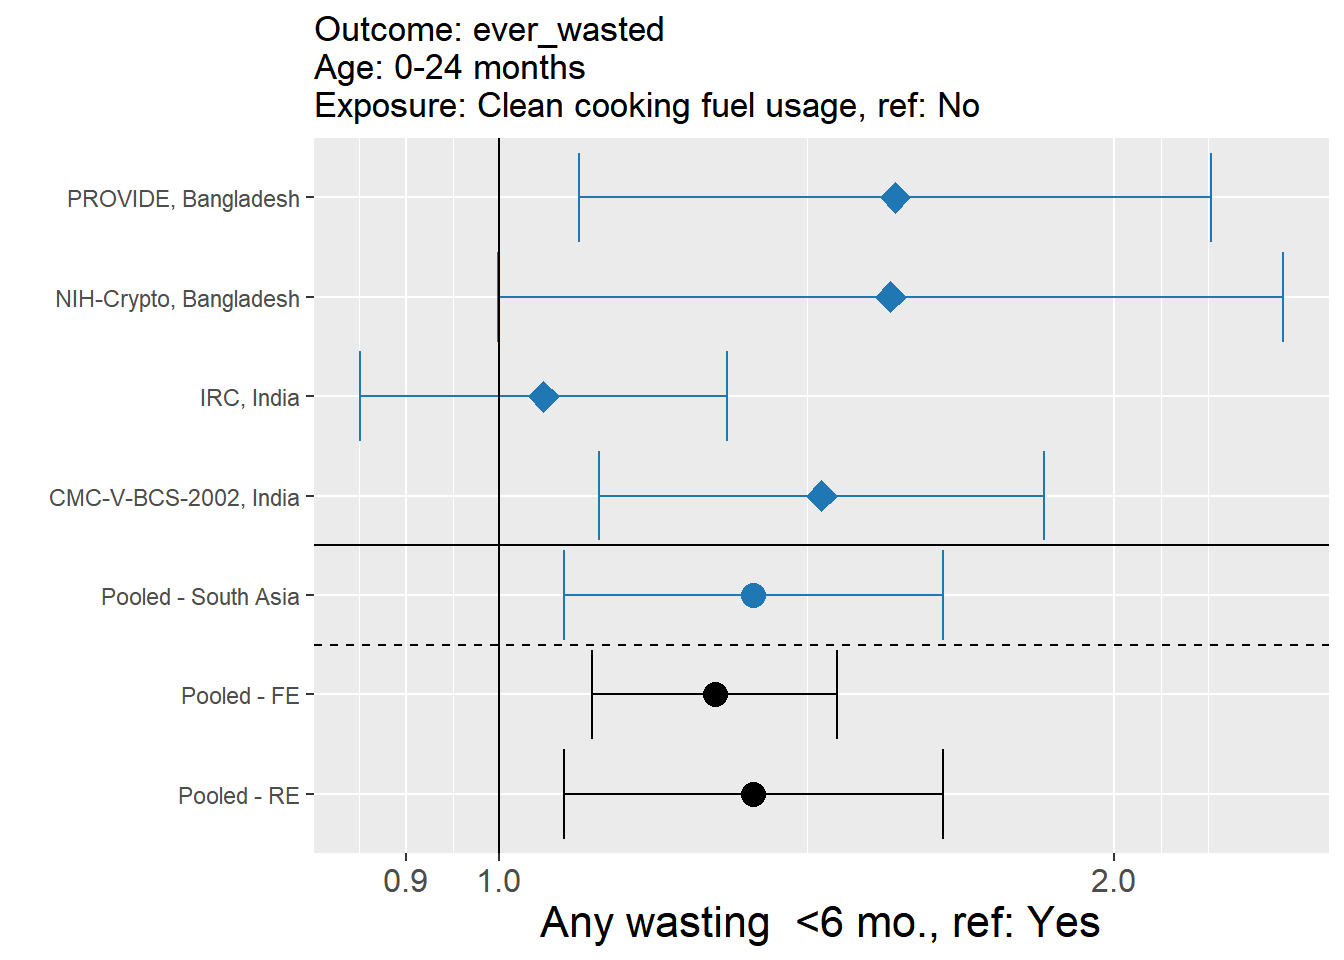 Outcome: ever_wasted
Age: 0-24 months
Exposure: Clean cooking fuel usage, ref: No
PROVIDE, Bangladesh
NIH-Crypto, Bangladesh
IRC, India
CMC-V-BCS-2002, India
Pooled - South Asia
Pooled - FE
Pooled - RE
0.9 1.0 2.0
Any wasting  <6 mo., ref: Yes